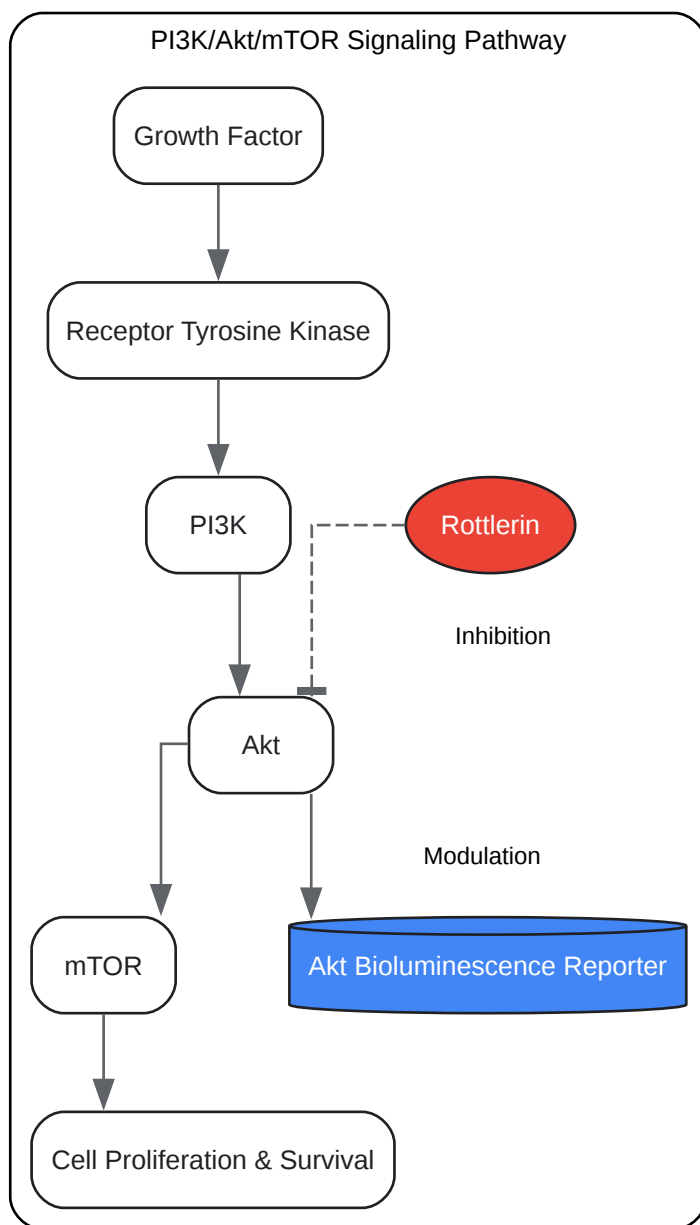 PI3K/Akt/mTOR Signaling Pathway
Growth Factor
Receptor Tyrosine Kinase
PI3K
Rottlerin
Inhibition
Akt
Modulation
mTOR
Akt Bioluminescence Reporter
Cell Proliferation & Survival